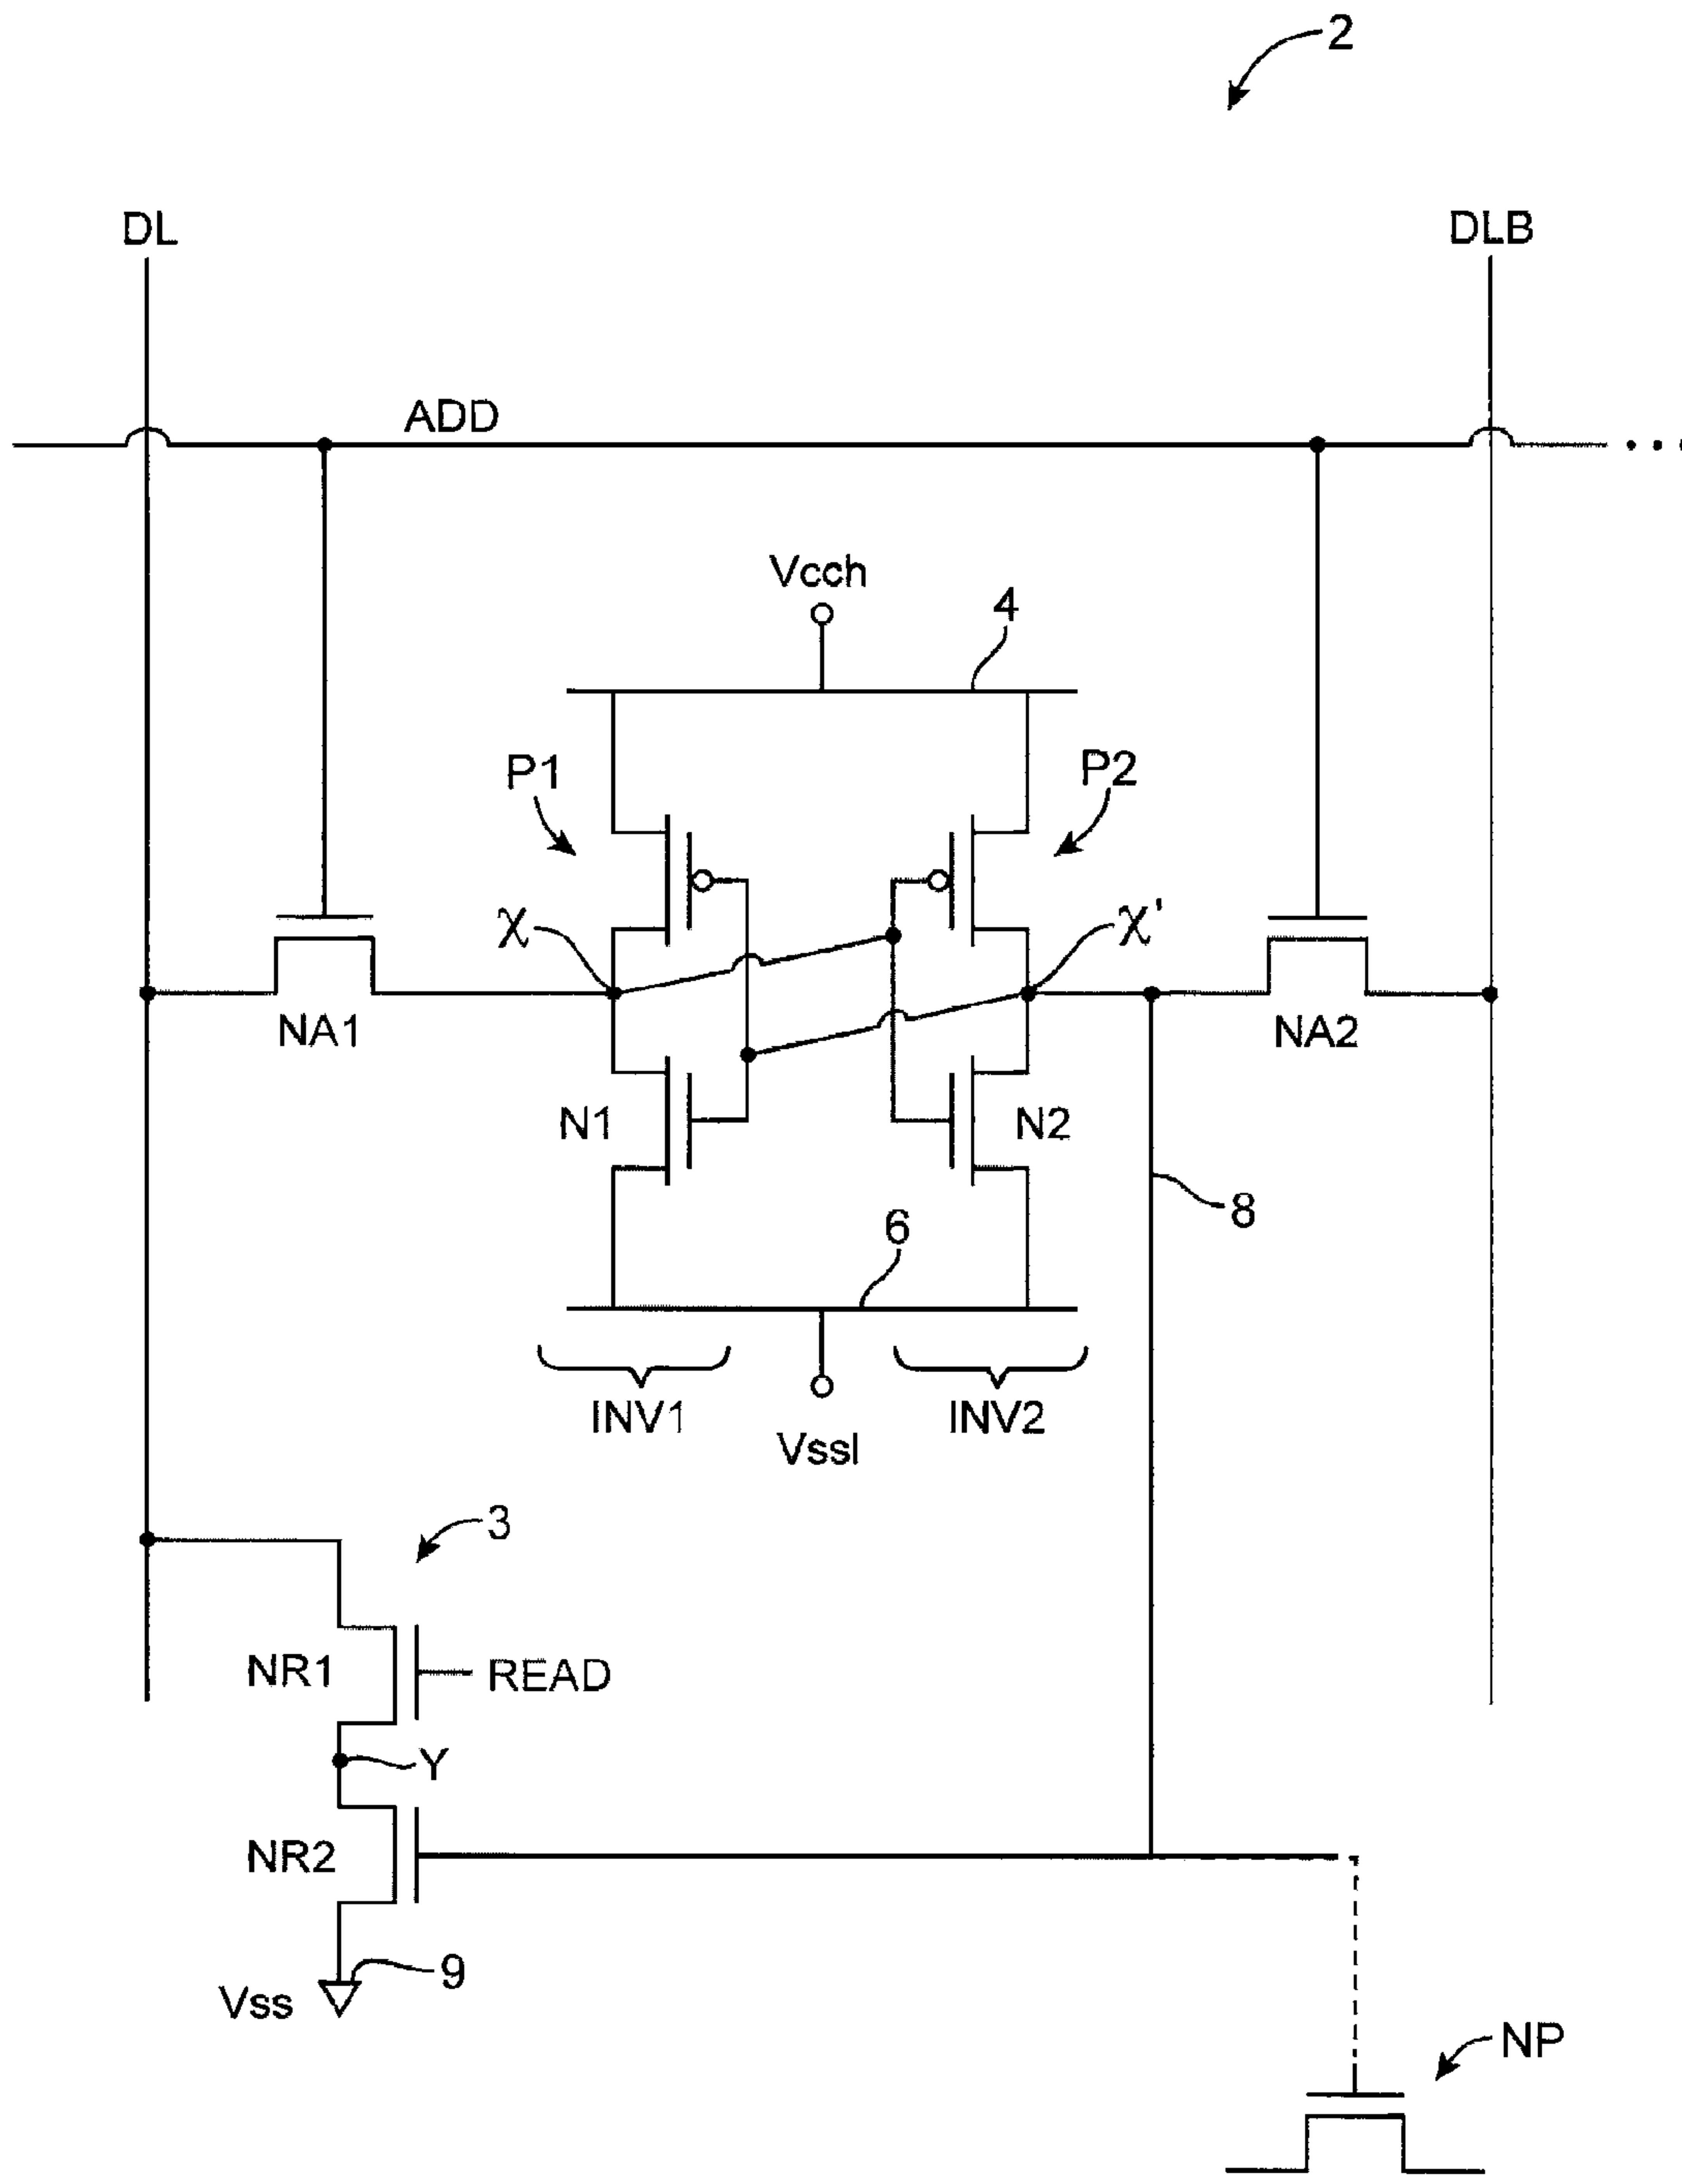 2
DL
DLB
ADD
...
Vcch
4
P1
P2
χ
χ'
NA1
NA2
N1
N2
8
6
INV1
INV2
Vssl
3
NR1
READ
Y
NR2
9
Vss
NP